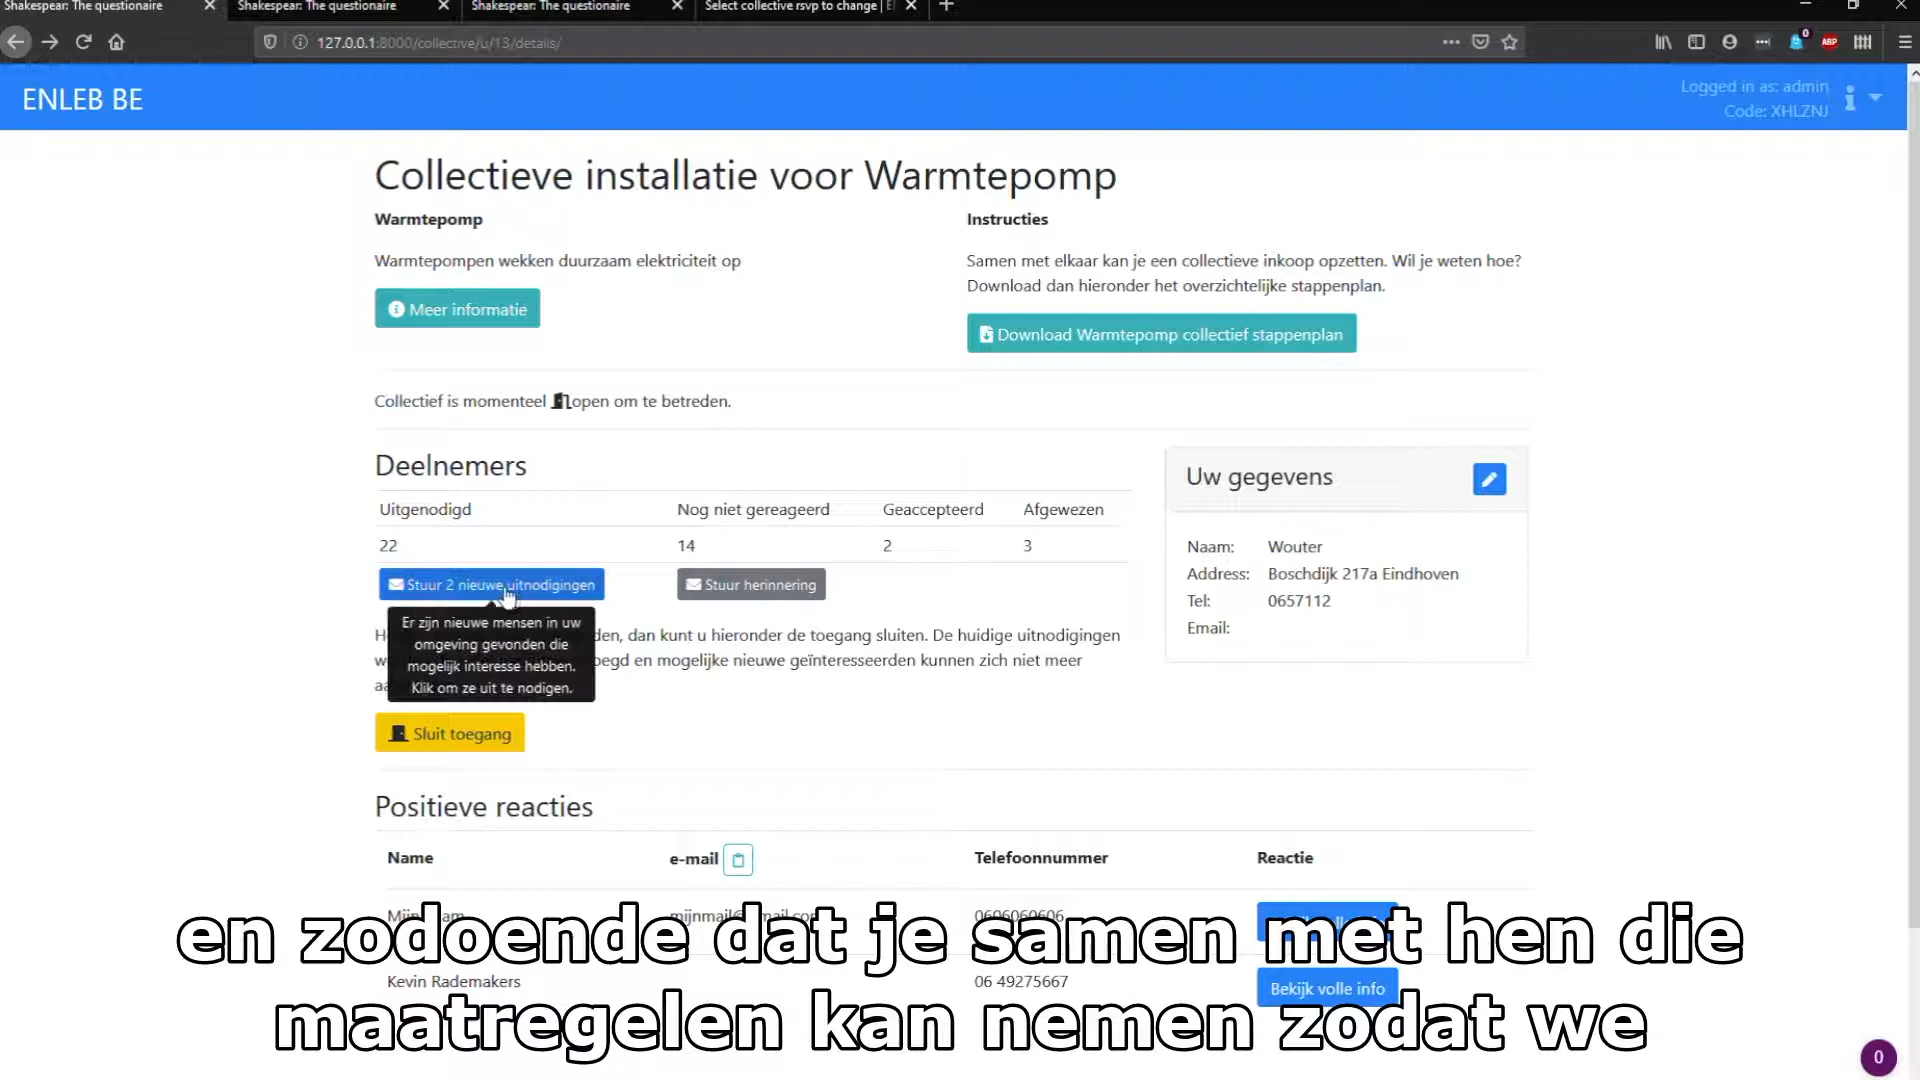 Shakespear: The questionaire
Shakespear: The questionaire
Shakespear: The questionaire
Select collective rsvp to change |
127.0.0.1:8000/collective/u/13/details/
0
ABP
ENLEB BE
Logged in as: admin
Code: XHLZNJ
Collectieve installatie voor Warmtepomp
Warmtepomp
Instructies
Warmtepompen wekken duurzaam elektriciteit op
Samen met elkaar kan je een collectieve inkoop opzetten. Wil je weten hoe?
Download dan hieronder het overzichtelijke stappenplan.
Meer informatie
Download Warmtepomp collectief stappenplan
Collectief is momenteel open om te betreden.
Deelnemers
Uw gegevens
Uitgenodigd Nog niet gereageerd Geaccepteerd Afgewezen
22 14 2 3
Stuur 2 nieuwe uitnodigingen
Stuur herinnering
Naam: Wouter
Address: Boschdijk 217a Eindhoven
Tel: 0657112
Email:
Er zijn nieuwe mensen in uw
omgeving gevonden die
mogelijk interesse hebben.
Klik om ze uit te nodigen.
dan kunt u hieronder de toegang sluiten. De huidige uitnodigingen
en mogelijke nieuwe geïnteresseerden kunnen zich niet meer
Sluit toegang
Positieve reacties
Name e-mail Telefoonnummer Reactie
0606060606
Kevin Rademakers 06 49275667 Bekijk volle info
en zodoende dat je samen met hen die
maatregelen kan nemen zodat we
0